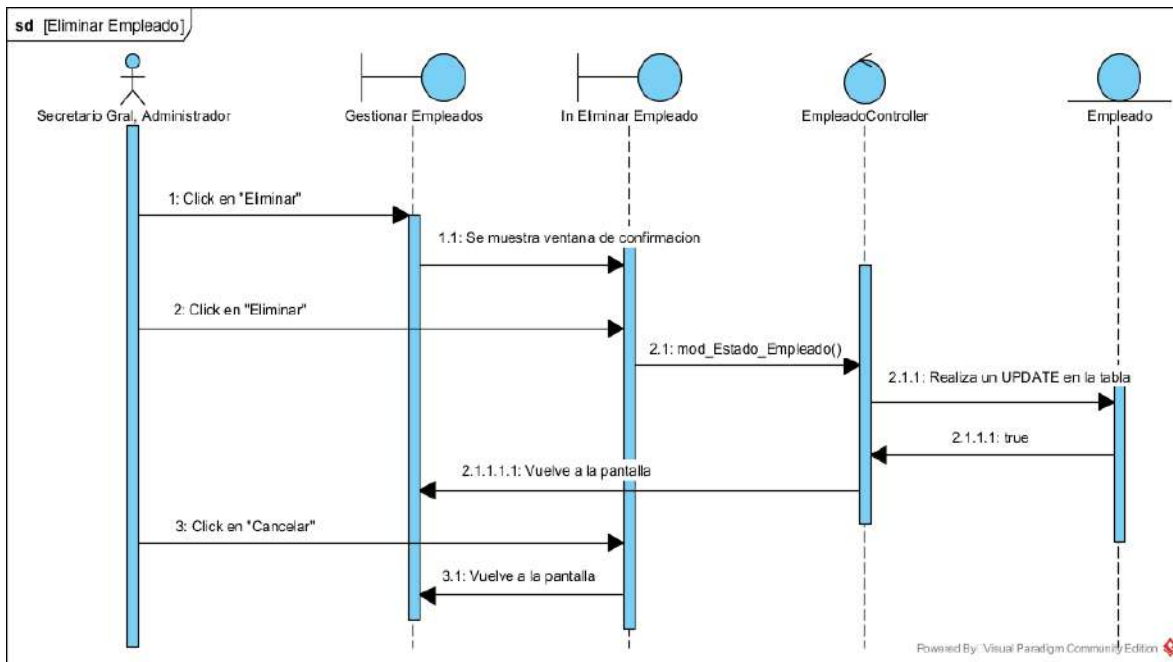 sd [Eliminar Empleado]
Secretario Gral, Administrador
Gestionar Empleados
In Eliminar Empleado
EmpleadoController
Empleado
1: Click en "Eliminar"
1.1: Se muestra ventana de confirmacion
2: Click en "Eliminar"
2.1: mod_Estado_Empleado()
2.1.1: Realiza un UPDATE en la tabla
2.1.1.1: true
2.1.1.1.1: Vuelve a la pantalla
3: Click en "Cancelar"
3.1: Vuelve a la pantalla
Powered By Visual Paradigm Community Edition